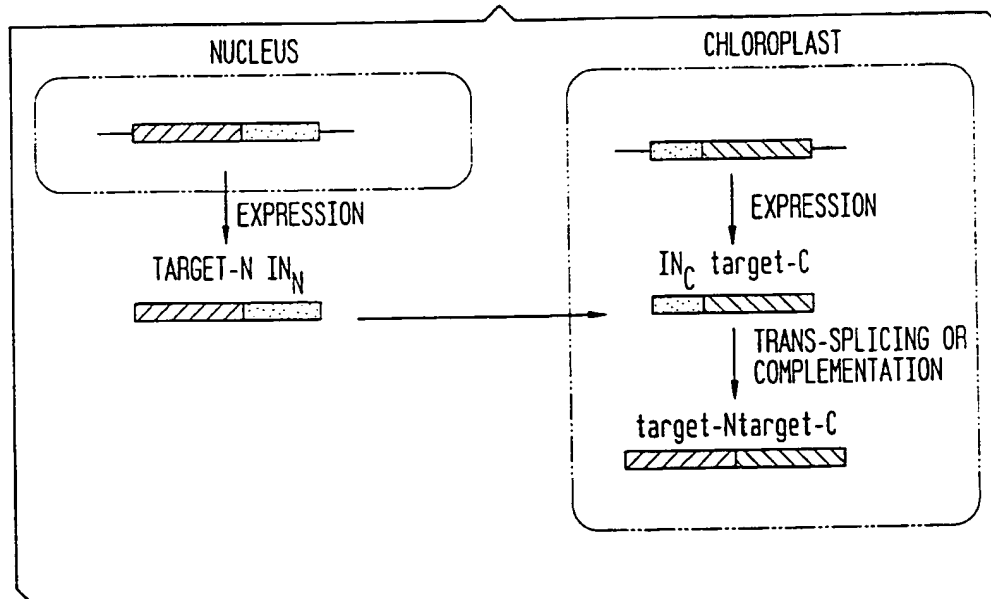 NUCLEUS
EXPRESSION
TARGET-N IN_N
CHLOROPLAST
EXPRESSION
IN_C target-C
TRANS-SPLICING OR
COMPLEMENTATION
target-Ntarget-C